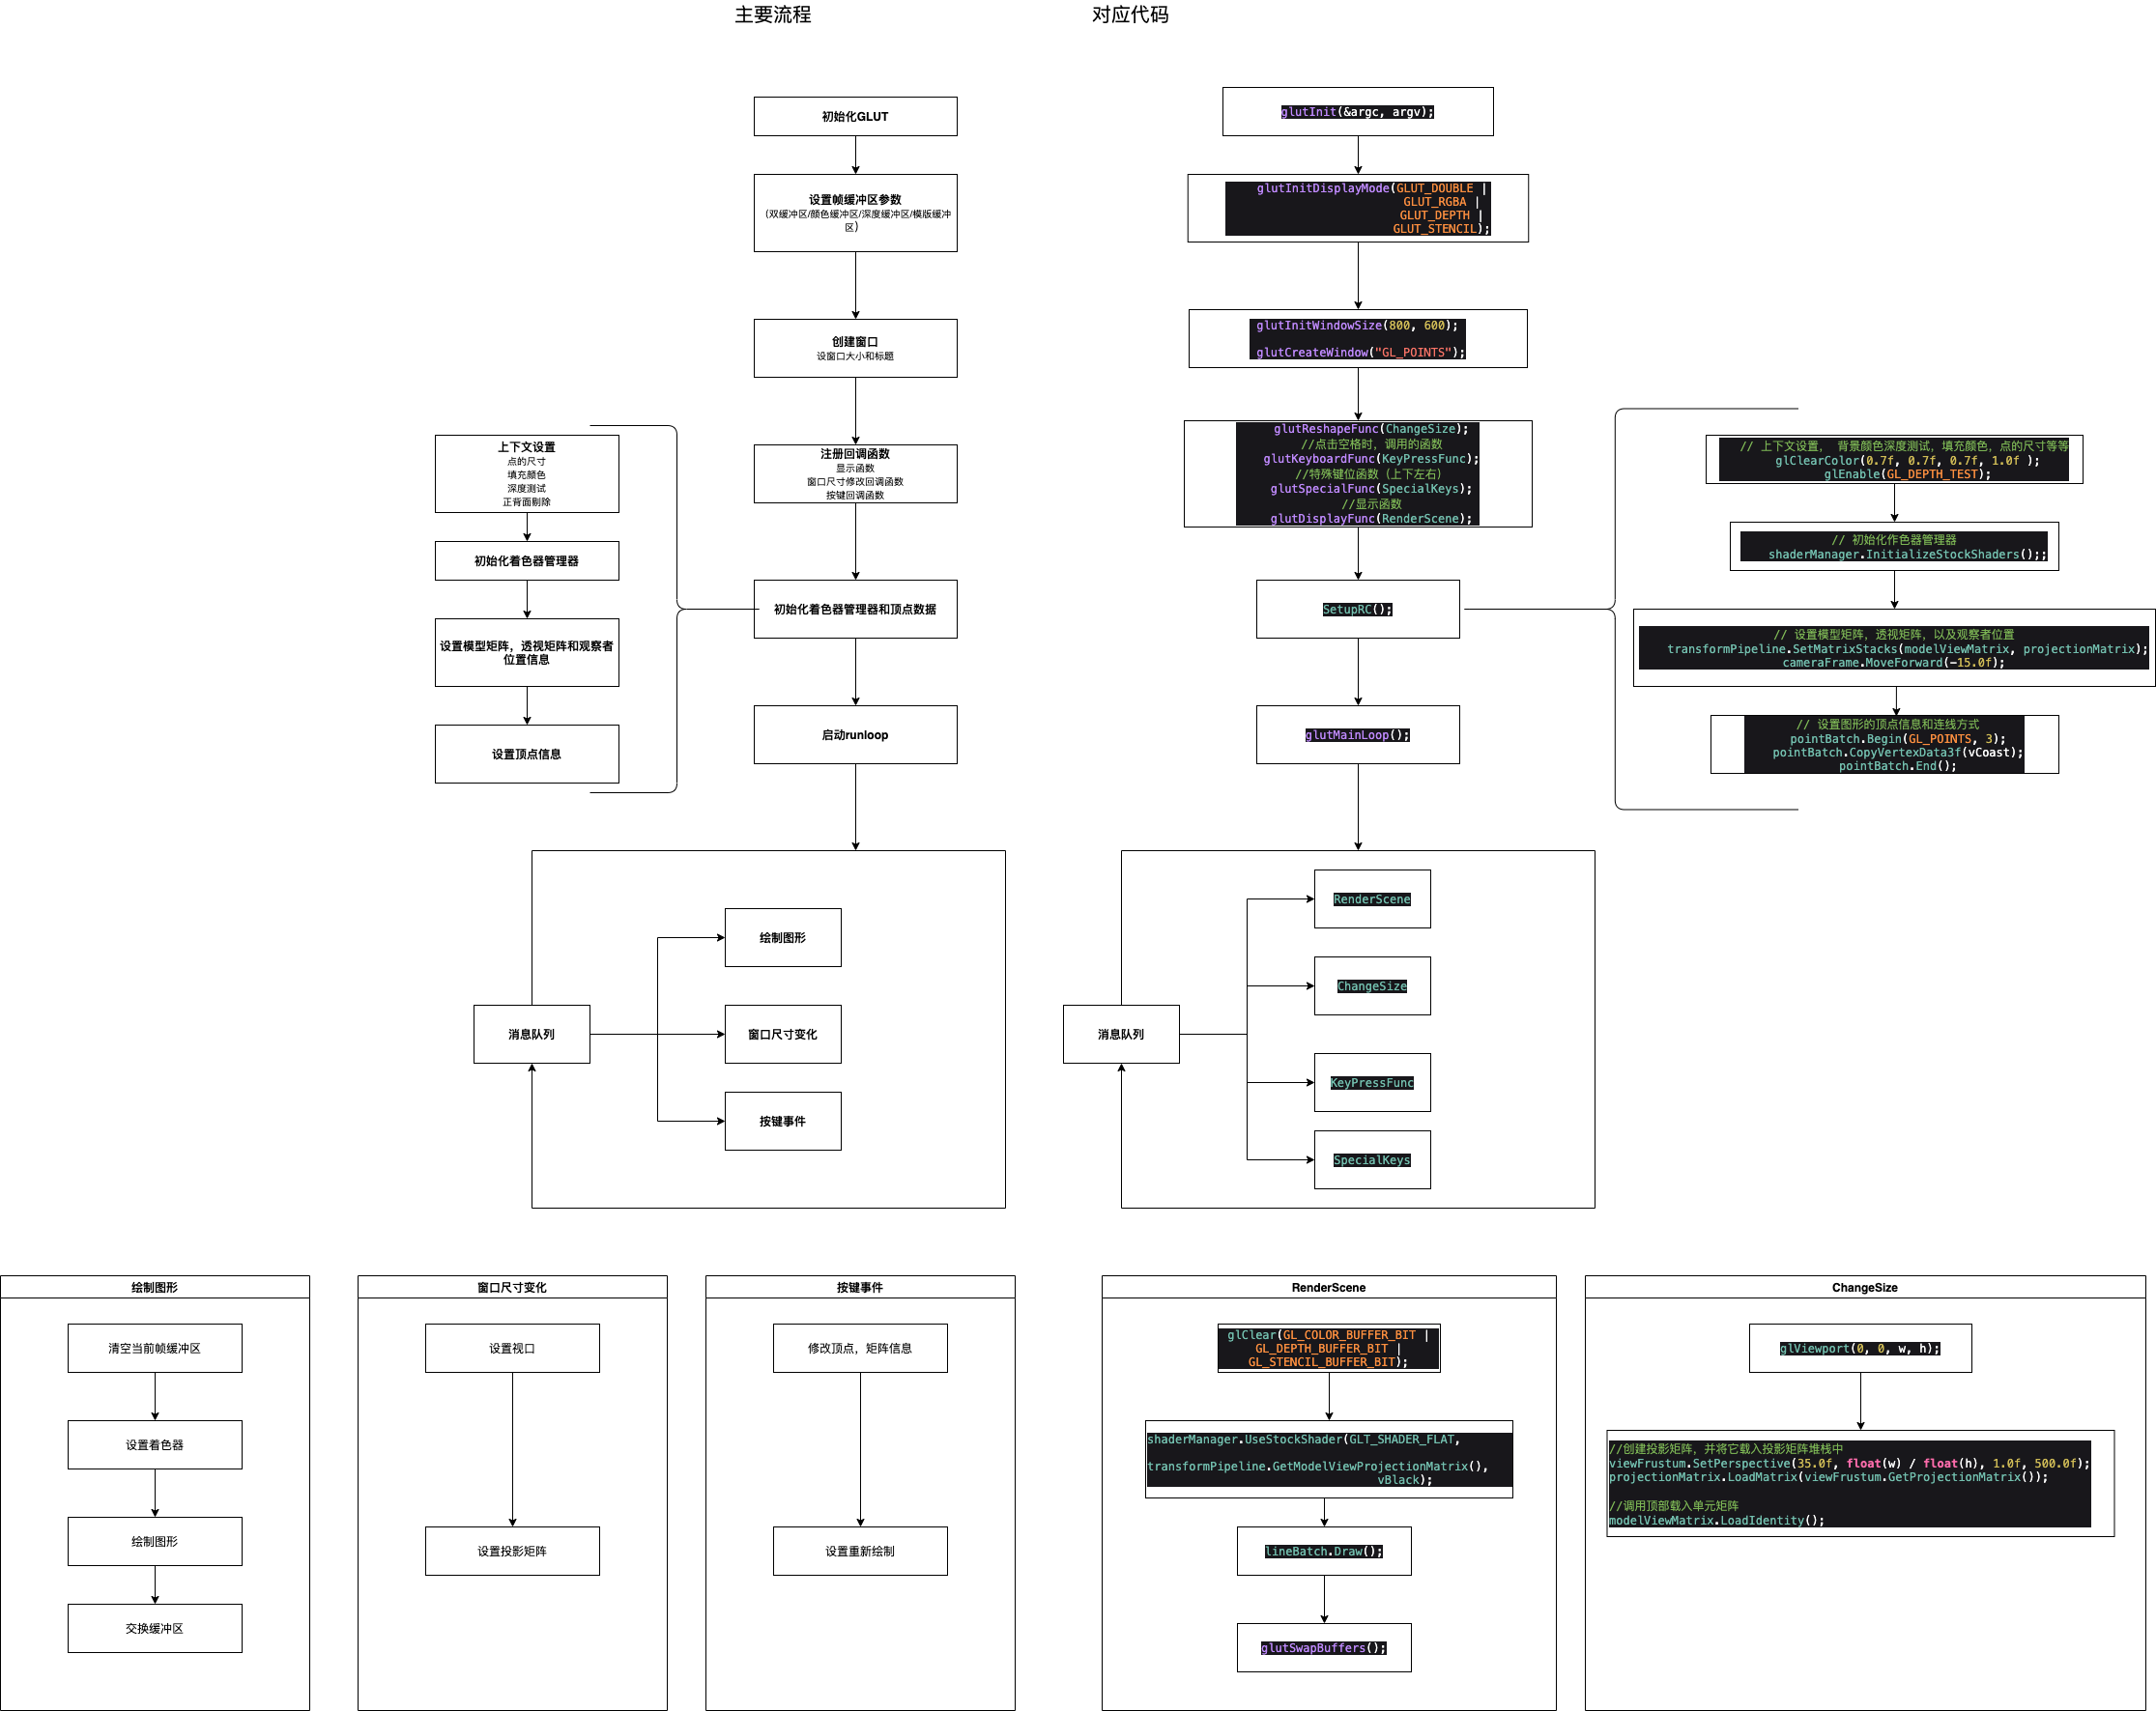 主要流程
对应代码
初始化GLUT
设置帧缓冲区参数
(双缓冲区/颜色缓冲区/深度缓冲区/模版缓冲
区)
创建窗口
设窗口大小和标题
注册回调函数
显示函数
窗口尺寸修改回调函数
按键回调函数
初始化着色器管理器和顶点数据
启动runloop
上下文设置
点的尺寸
填充颜色
深度测试
正背面剔除
初始化着色器管理器
设置模型矩阵，透视矩阵和观察者
位置信息
设置顶点信息
消息队列
绘制图形
窗口尺寸变化
按键事件
glutInit(&argc, argv);
glutInitDisplayMode(GLUT_DOUBLE |
GLUT_RGBA |
GLUT_DEPTH |
GLUT_STENCIL);
glutInitWindowSize(800, 600);
glutCreateWindow("GL_POINTS");
glutReshapeFunc(ChangeSize);
//点击空格时，调用的函数
glutKeyboardFunc(KeyPressFunc);
//特殊键位函数（上下左右）
glutSpecialFunc(SpecialKeys);
//显示函数
glutDisplayFunc(RenderScene);
SetupRC();
glutMainLoop();
// 上下文设置， 背景颜色深度测试，填充颜色，点的尺寸等等
glClearColor(0.7f, 0.7f, 0.7f, 1.0f );
glEnable(GL_DEPTH_TEST);
// 初始化作色器管理器
shaderManager.InitializeStockShaders();;
// 设置模型矩阵，透视矩阵，以及观察者位置
transformPipeline.SetMatrixStacks(modelViewMatrix, projectionMatrix);
cameraFrame.MoveForward(-15.0f);
// 设置图形的顶点信息和连线方式
pointBatch.Begin(GL_POINTS, 3);
pointBatch.CopyVertexData3f(vCoast);
pointBatch.End();
消息队列
RenderScene
ChangeSize
KeyPressFunc
SpecialKeys
绘制图形
清空当前帧缓冲区
设置着色器
绘制图形
交换缓冲区
窗口尺寸变化
设置视口
设置投影矩阵
按键事件
修改顶点，矩阵信息
设置重新绘制
RenderScene
glClear(GL_COLOR_BUFFER_BIT |
GL_DEPTH_BUFFER_BIT |
GL_STENCIL_BUFFER_BIT);
shaderManager.UseStockShader(GLT_SHADER_FLAT,
transformPipeline.GetModelViewProjectionMatrix(),
vBlack);
lineBatch.Draw();
glutSwapBuffers();
ChangeSize
glViewport(0, 0, w, h);
//创建投影矩阵，并将它载入投影矩阵堆栈中
viewFrustum.SetPerspective(35.0f, float(w) / float(h), 1.0f, 500.0f);
projectionMatrix.LoadMatrix(viewFrustum.GetProjectionMatrix());
//调用顶部载入单元矩阵
modelViewMatrix.LoadIdentity();